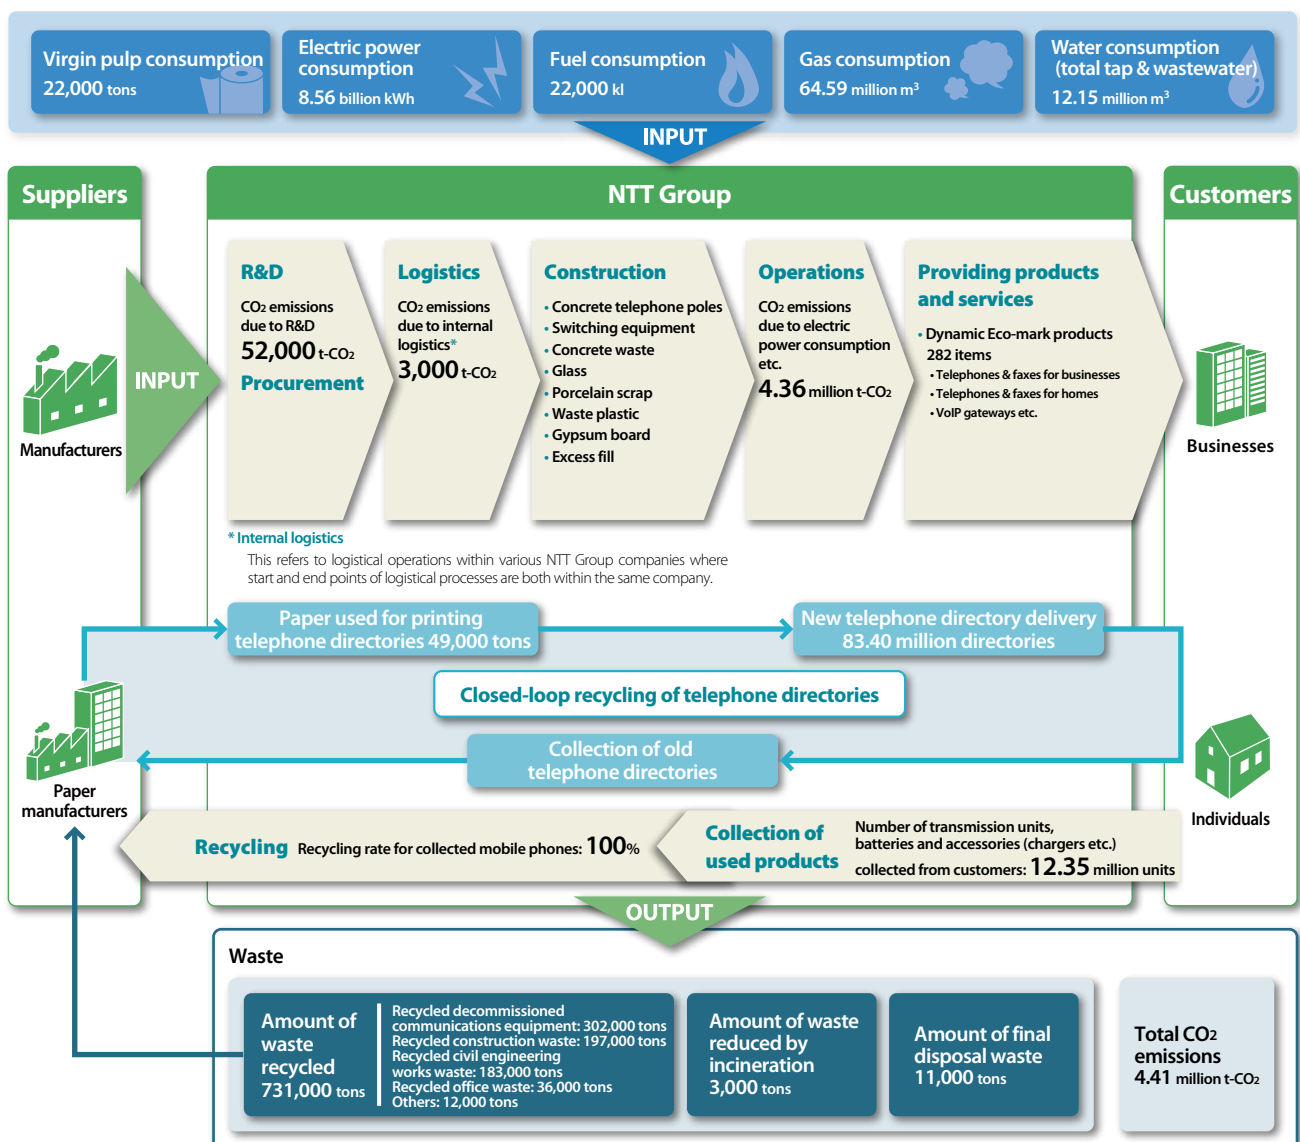 Virgin pulp consumption
22,000 tons
Electric power
consumption
8.56 billion kWh
Fuel consumption
22,000 kl
Gas consumption
64.59 million m³
Water consumption
(total tap & wastewater)
12.15 million m³
INPUT
Suppliers
NTT Group
Customers
INPUT
Manufacturers
R&D
CO2 emissions
due to R&D
52,000 t-CO2
Procurement
Logistics
CO2 emissions
due to internal
logistics*
3,000 t-CO2
Construction
• Concrete telephone poles
• Switching equipment
• Concrete waste
• Glass
• Porcelain scrap
• Waste plastic
• Gypsum board
• Excess fill
Operations
CO2 emissions
due to electric
power consumption
etc.
4.36 million t-CO2
Providing products
and services
• Dynamic Eco-mark products
282 items
• Telephones & faxes for businesses
• Telephones & faxes for homes
• VoIP gateways etc.
Businesses
* Internal logistics
This refers to logistical operations within various NTT Group companies where
start and end points of logistical processes are both within the same company.
Paper used for printing
telephone directories 49,000 tons
New telephone directory delivery
83.40 million directories
Closed-loop recycling of telephone directories
Collection of old
telephone directories
Paper
manufacturers
Individuals
Recycling Recycling rate for collected mobile phones: 100%
Collection of
used products
Number of transmission units,
batteries and accessories (chargers etc.)
collected from customers: 12.35 million units
OUTPUT
Waste
Amount of
waste
recycled
731,000 tons
Recycled decommissioned
communications equipment: 302,000 tons
Recycled construction waste: 197,000 tons
Recycled civil engineering
works waste: 183,000 tons
Recycled office waste: 36,000 tons
Others: 12,000 tons
Amount of waste
reduced by
incineration
3,000 tons
Amount of final
disposal waste
11,000 tons
Total CO2
emissions
4.41 million t-CO2